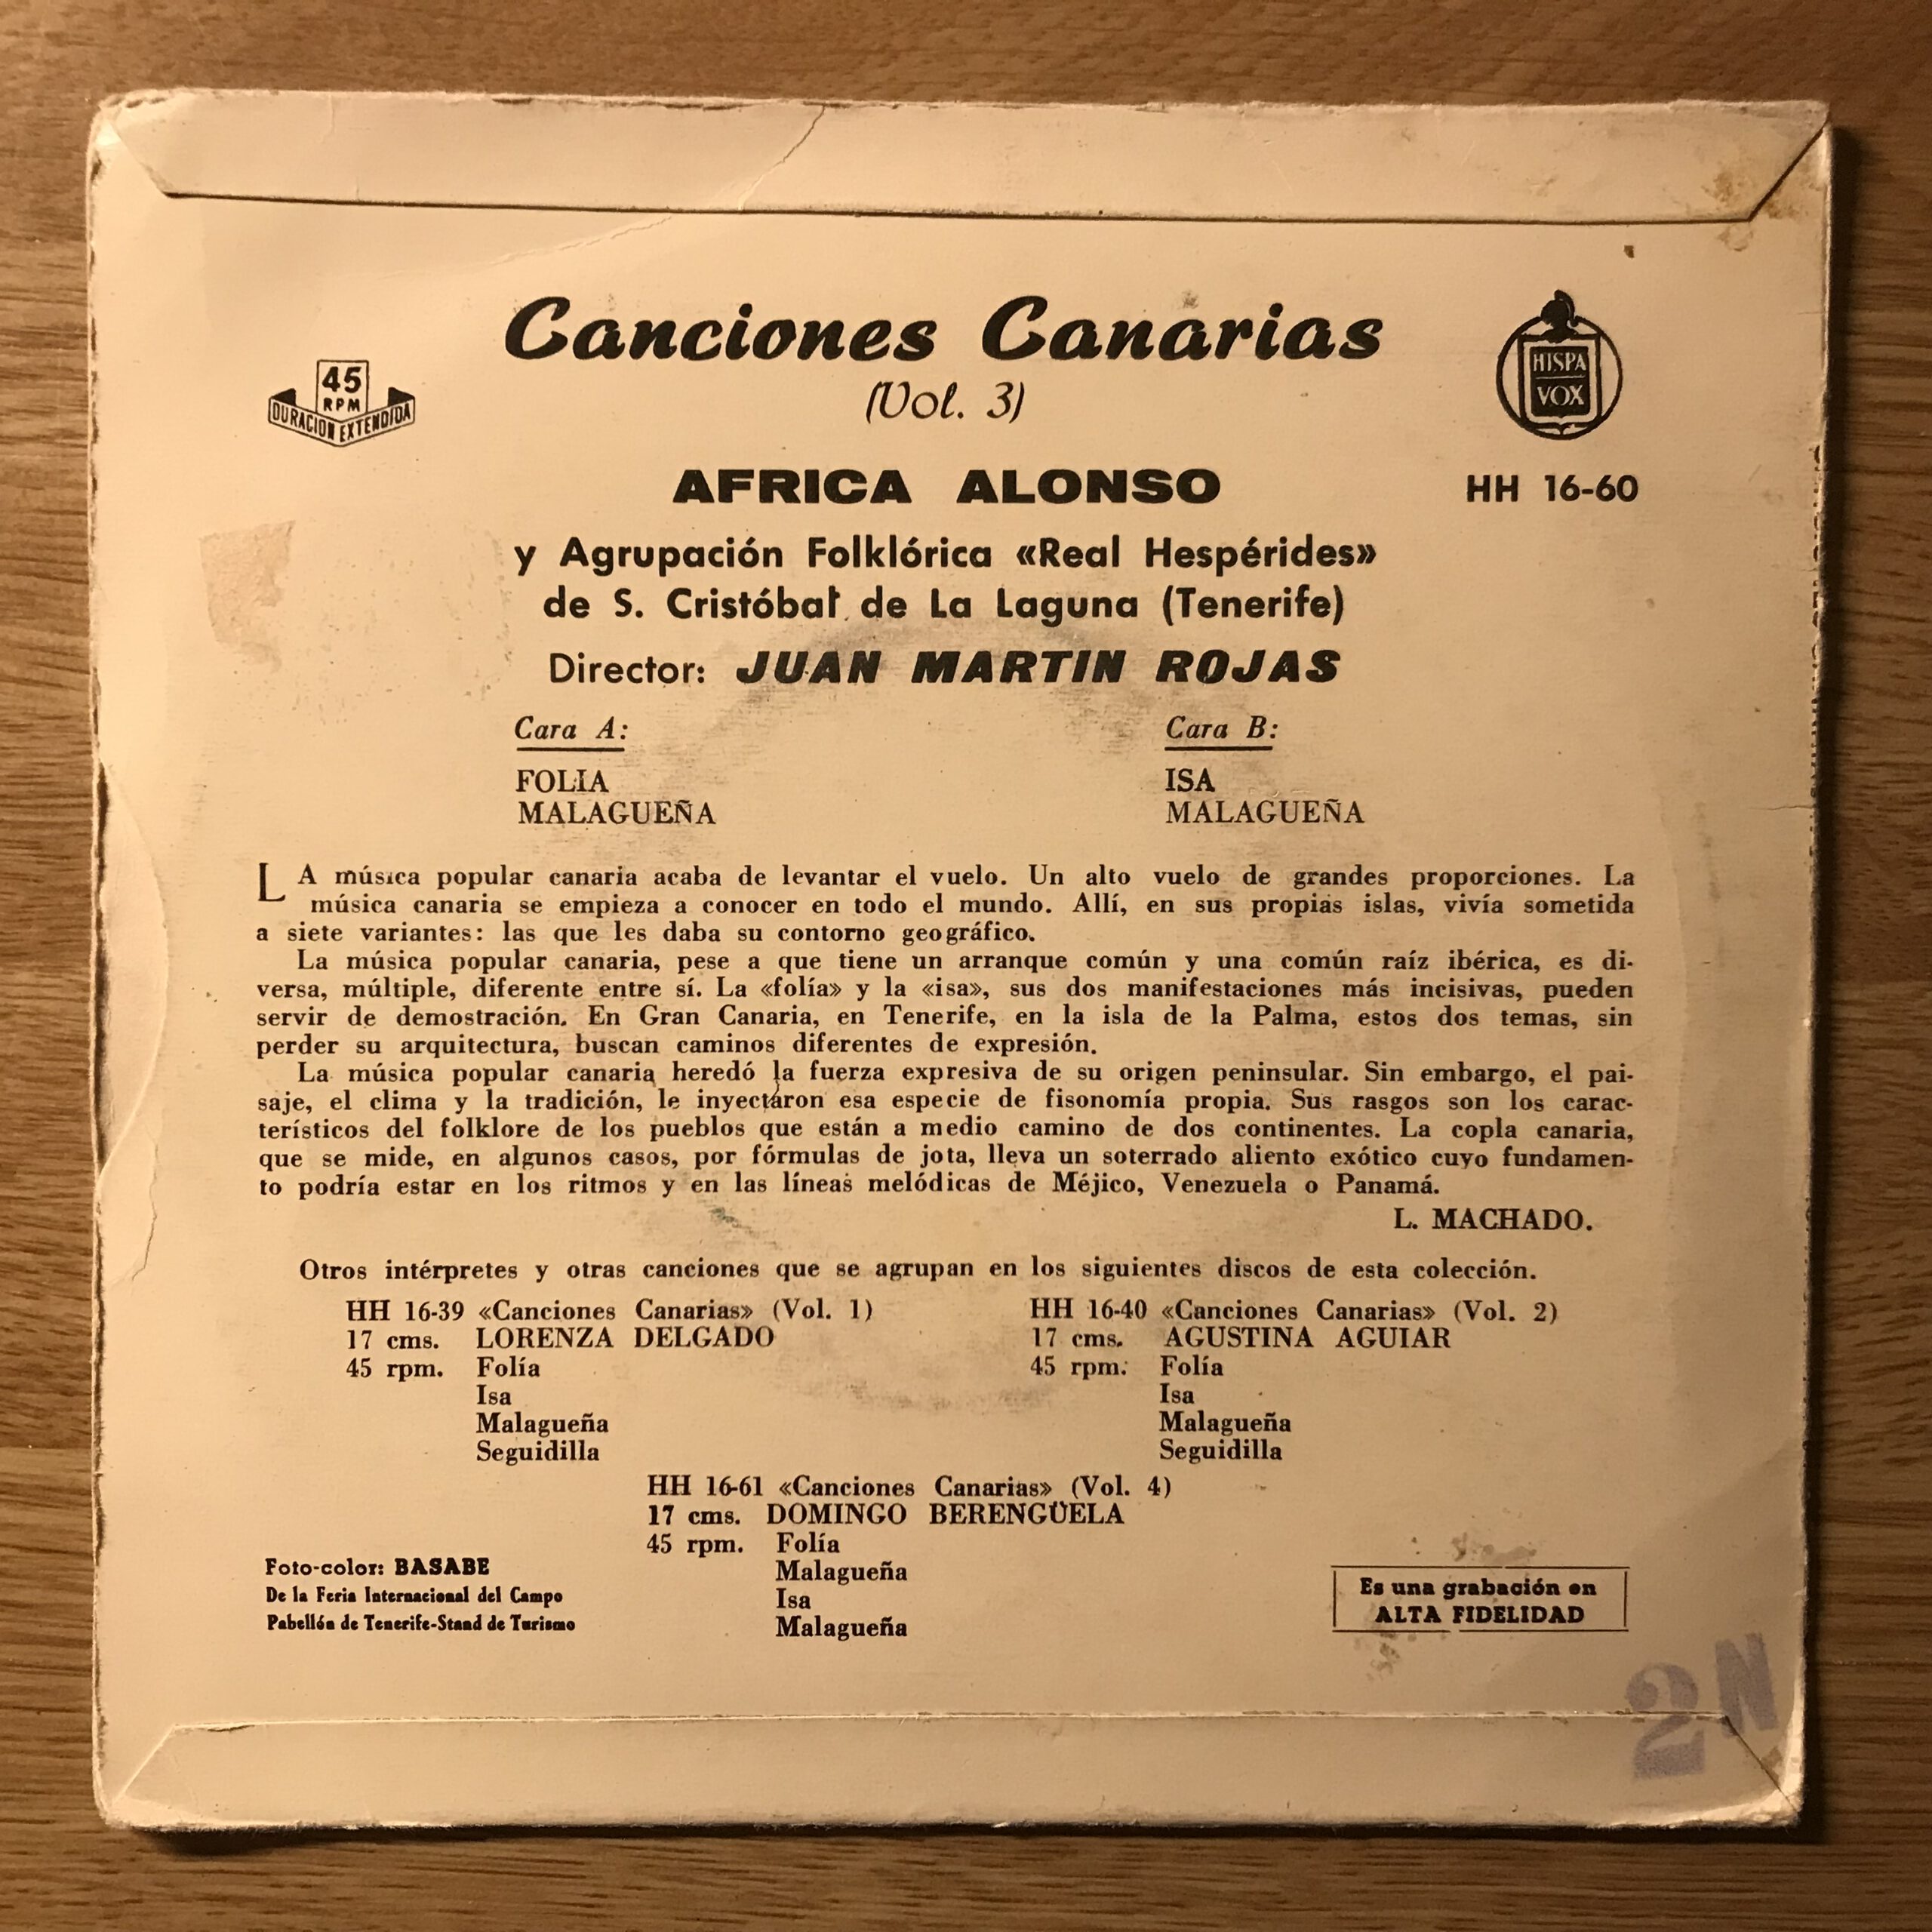 Canciones Canarias
(Vol. 3)
45
RPM
DURACION EXTENDIDA
HISPA
VOX
AFRICA ALONSO
HH 16-60
y Agrupación Folklórica «Real Hespérides»
de S. Cristóbal de La Laguna (Tenerife)
Director: JUAN MARTIN ROJAS
Cara A:
FOLIA
MALAGUEÑA
Cara B:
ISA
MALAGUEÑA
LA música popular canaria acaba de levantar el vuelo. Un alto vuelo de grandes proporciones. La
música canaria se empieza a conocer en todo el mundo. Allí, en sus propias islas, vivía sometida
a siete variantes: las que les daba su contorno geográfico.
La música popular canaria, pese a que tiene un arranque común y una común raíz ibérica, es di-
versa, múltiple, diferente entre sí. La «folía» y la «isa», sus dos manifestaciones más incisivas, pueden
servir de demostración. En Gran Canaria, en Tenerife, en la isla de la Palma, estos dos temas, sin
perder su arquitectura, buscan caminos diferentes de expresión.
La música popular canaria heredó la fuerza expresiva de su origen peninsular. Sin embargo, el pai-
saje, el clima y la tradición, le inyectaron esa especie de fisonomía propia. Sus rasgos son los carac-
terísticos del folklore de los pueblos que están a medio camino de dos continentes. La copla canaria,
que se mide, en algunos casos, por fórmulas de jota, lleva un soterrado aliento exótico cuyo fundamen-
to podría estar en los ritmos y en las líneas melódicas de Méjico, Venezuela o Panamá.
L. MACHADO.
Otros intérpretes y otras canciones que se agrupan en los siguientes discos de esta colección.
HH 16-39 «Canciones Canarias» (Vol. 1)
17 cms. LORENZA DELGADO
45 rpm. Folía
Isa
Malagueña
Seguidilla
HH 16-40 «Canciones Canarias» (Vol. 2)
17 cms. AGUSTINA AGUIAR
45 rpm. Folía
Isa
Malagueña
Seguidilla
HH 16-61 «Canciones Canarias» (Vol. 4)
17 cms. DOMINGO BERENGÜELA
45 rpm. Folía
Malagueña
Isa
Malagueña
Foto-color: BASABE
De la Feria Internacional del Campo
Pabellón de Tenerife-Stand de Turismo
Es una grabación en
ALTA FIDELIDAD
2N